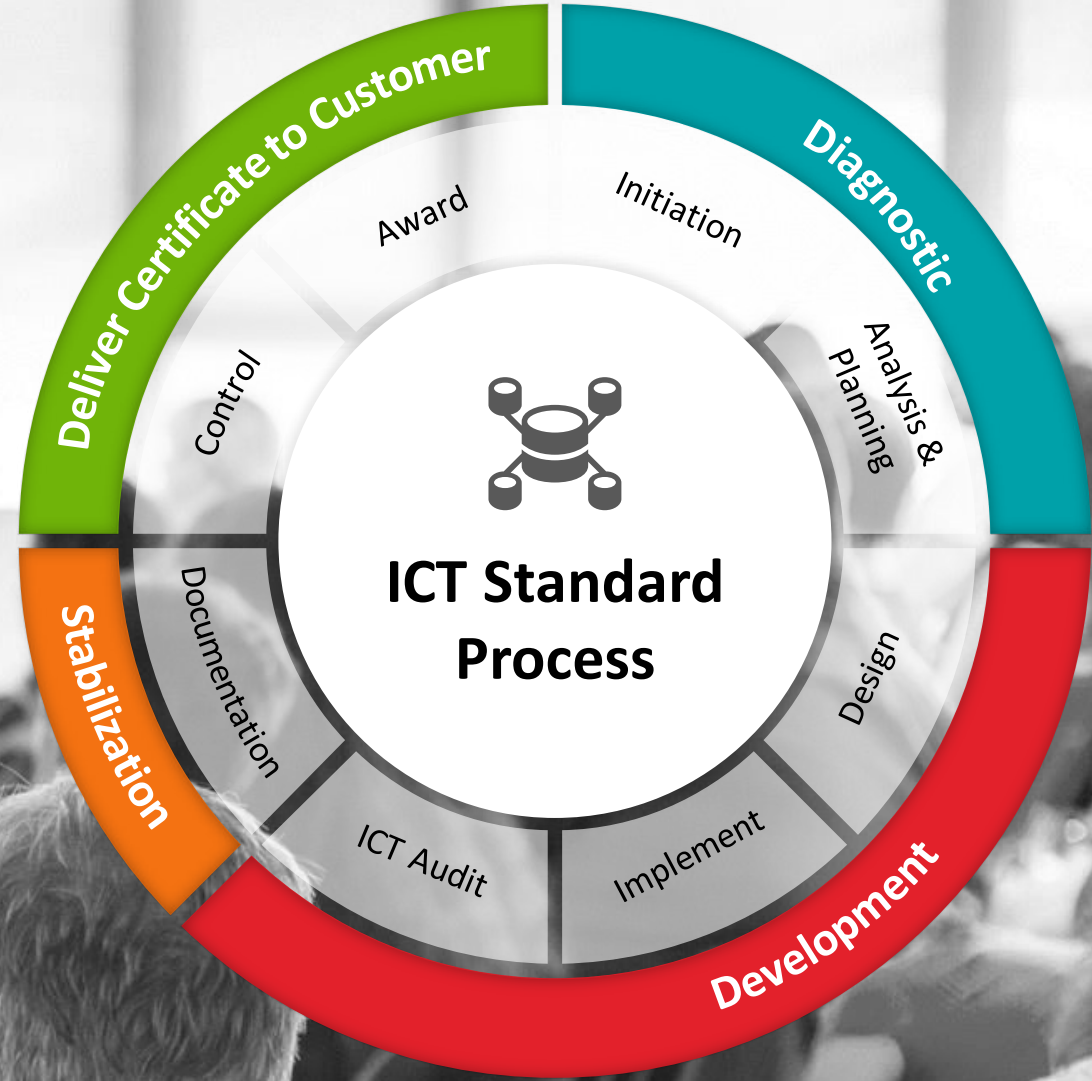 Deliver Certificate to Customer
Diagnostic
Award
Initiation
Control
Analysis &
Planning
ICT Standard
Process
Documentation
Design
Stabilization
ICT Audit
Implement
Development